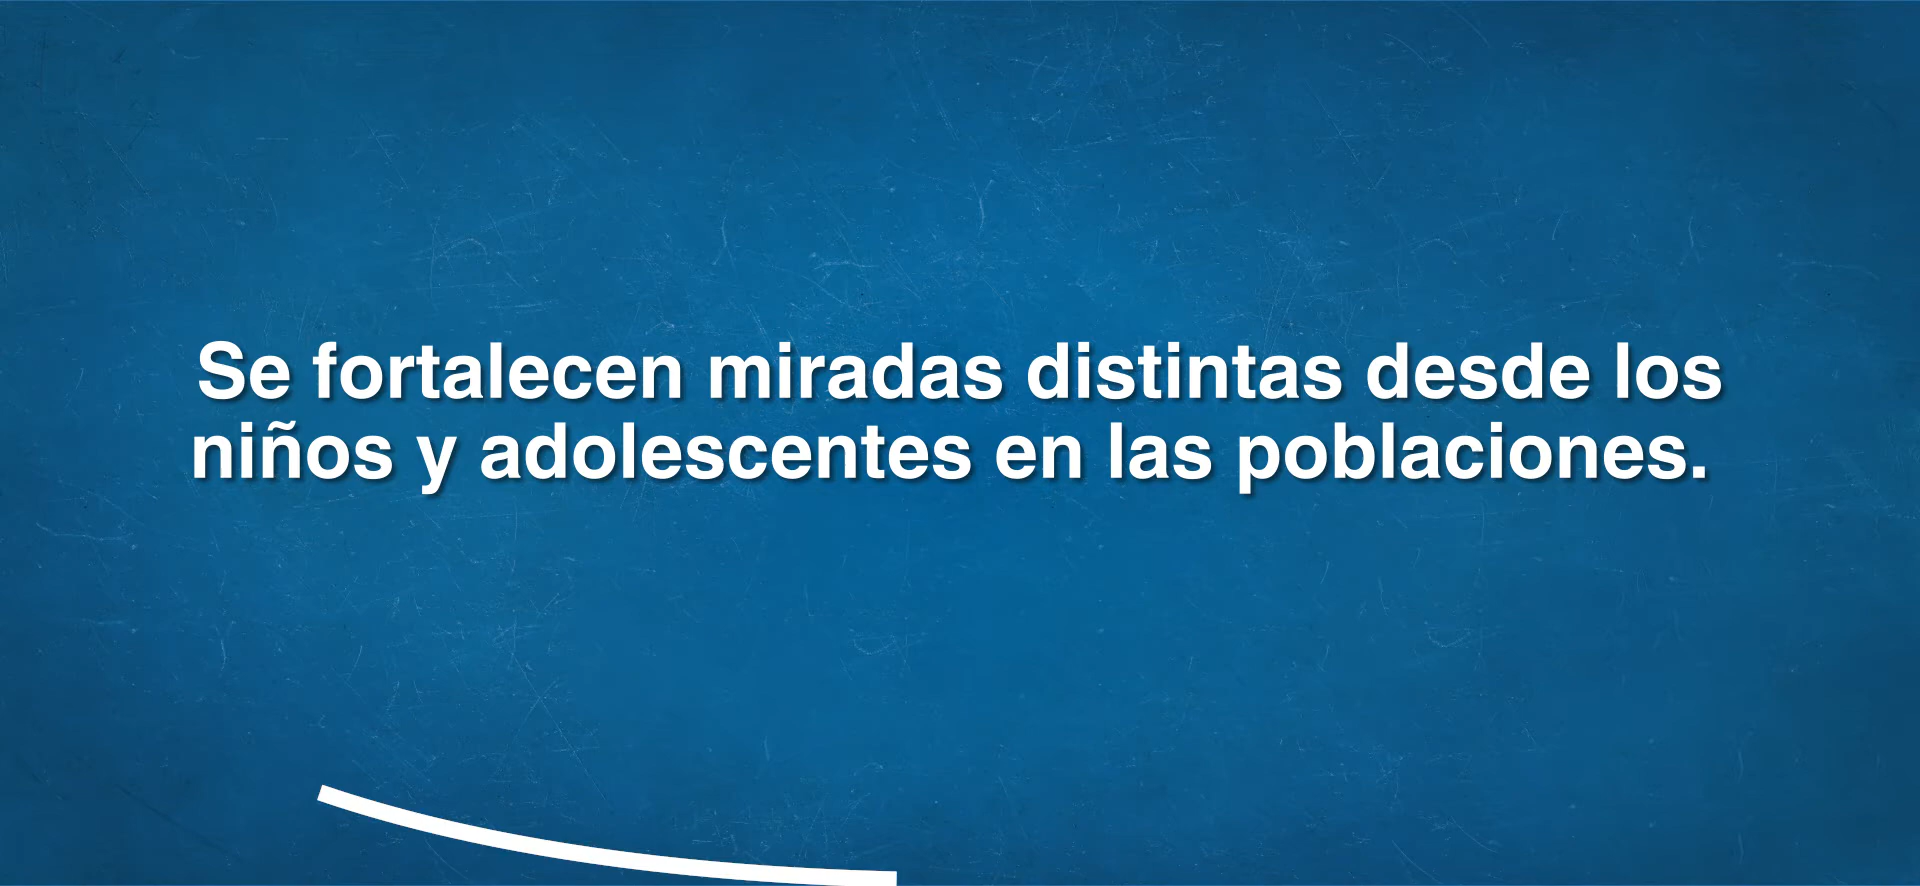 Se fortalecen miradas distintas desde los
niños y adolescentes en las poblaciones.